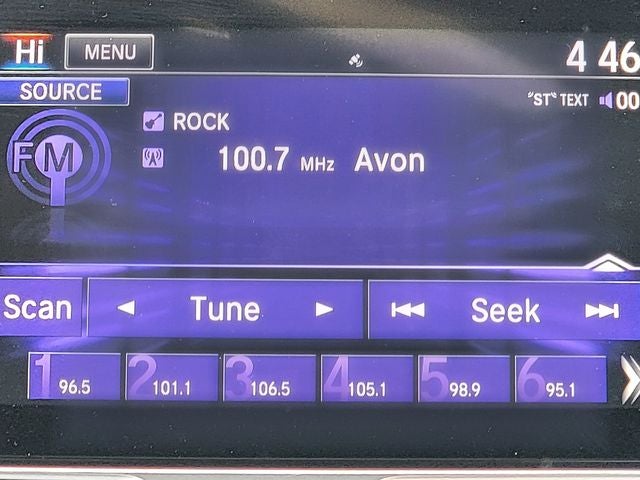 Hi MENU 4 46
SOURCE "ST" TEXT 00
FM ROCK
100.7 MHz Avon
Scan Tune Seek
1 96.5 2 101.1 3 106.5 4 105.1 5 98.9 6 95.1